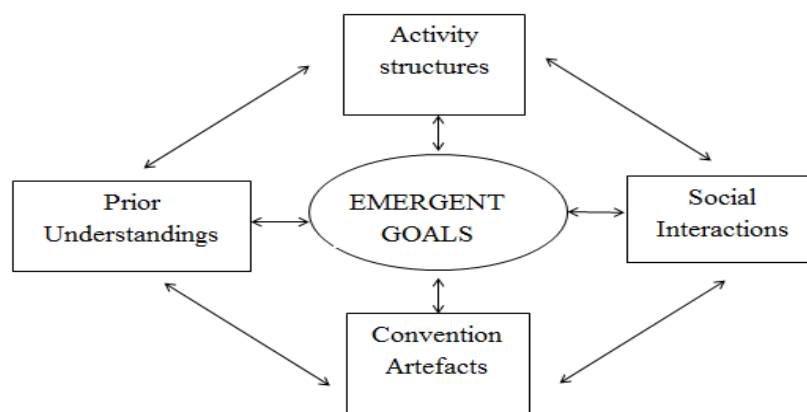 Activity
structures
Prior
Understandings
EMERGENT
GOALS
Social
Interactions
Convention
Artefacts